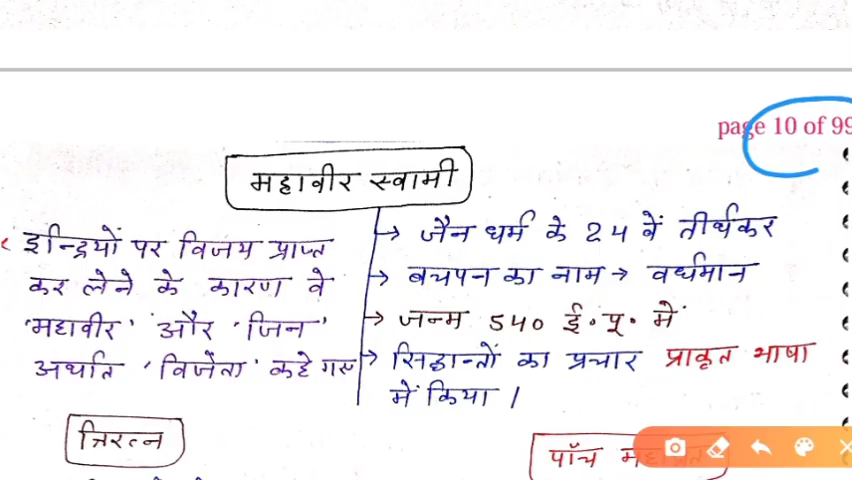 page 10 of 99
महावीर स्वामी
इन्द्रियों पर विजय प्राप्त
कर लेने के कारण वे
'महावीर' और 'जिन'
अर्थात 'विजेता' कहे गए
→ जैन धर्म के 24 वें तीर्थकर
→ बचपन का नाम → वर्धमान
→ जन्म 540 ई.पू. में
→ सिद्धान्तों का प्रचार प्राकृत भाषा
में किया।
त्रिरत्न
पाँच